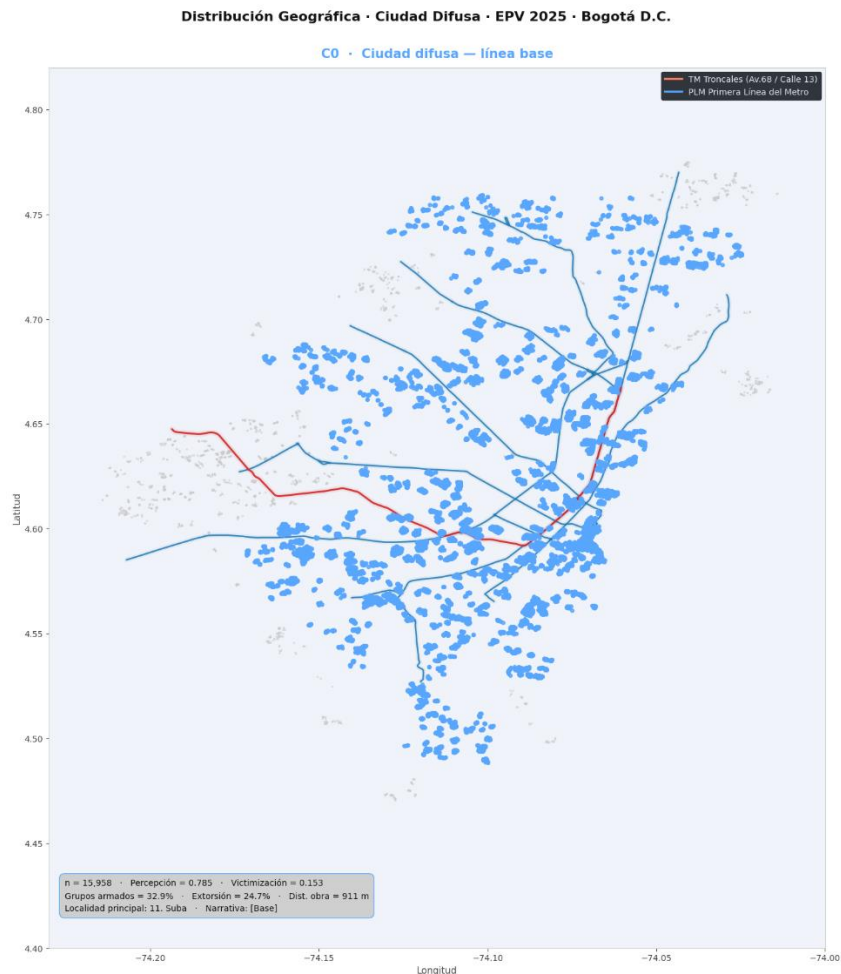 Distribución Geográfica · Ciudad Difusa · EPV 2025 · Bogotá D.C.
C0 · Ciudad difusa — línea base
TM Troncales (Av.68 / Calle 13)
PLM Primera Línea del Metro
4.80
4.75
4.70
4.65
4.60
4.55
4.50
4.45
4.40
Latitud
n = 15,958 · Percepción = 0.785 · Victimización = 0.153
Grupos armados = 32.9% · Extorsión = 24.7% · Dist. obra = 911 m
Localidad principal: 11. Suba · Narrativa: [Base]
−74.20
−74.15
−74.10
−74.05
−74.00
Longitud